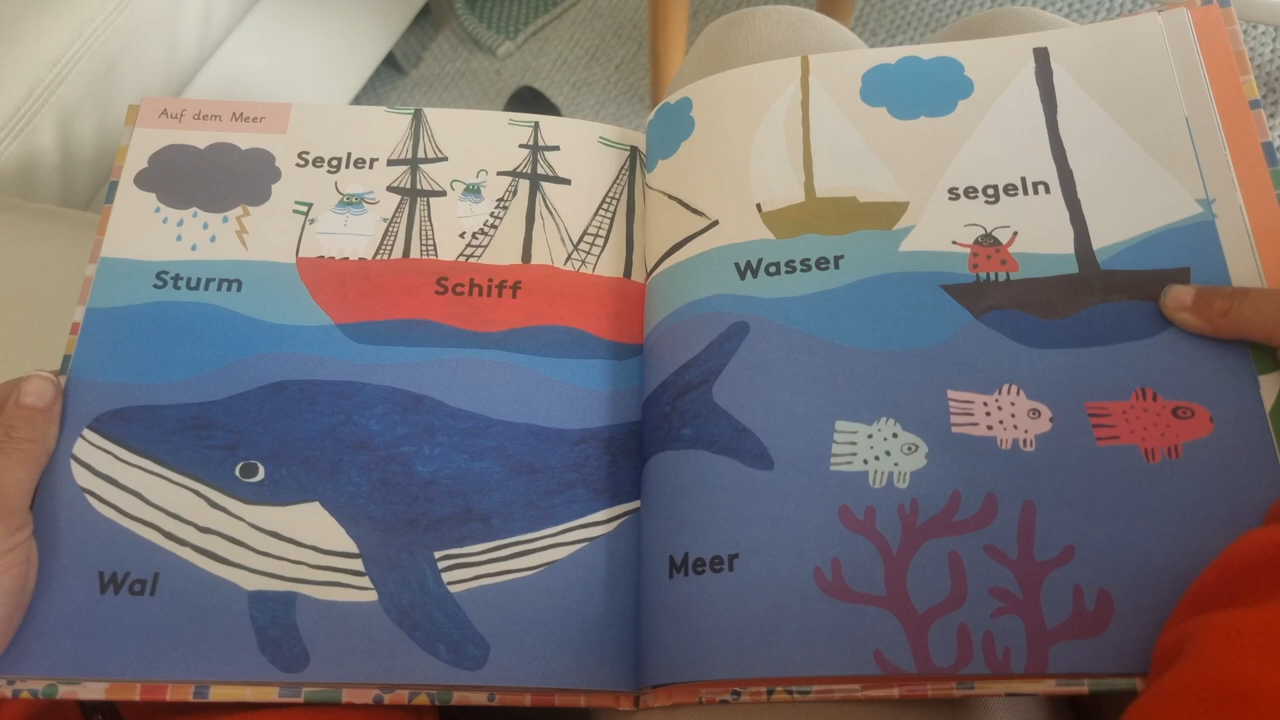 Auf dem Meer
Segler
Sturm
Schiff
Wal
segeln
Wasser
Meer